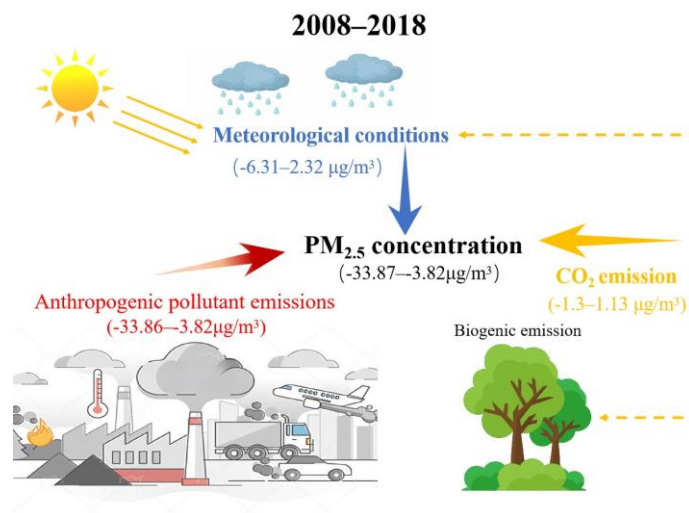 2008–2018
Meteorological conditions
(-6.31–2.32 μg/m³)
PM₂.₅ concentration
(-33.87–-3.82μg/m³)
CO₂ emission
(-1.3–1.13 μg/m³)
Anthropogenic pollutant emissions
(-33.86–-3.82μg/m³)
Biogenic emission